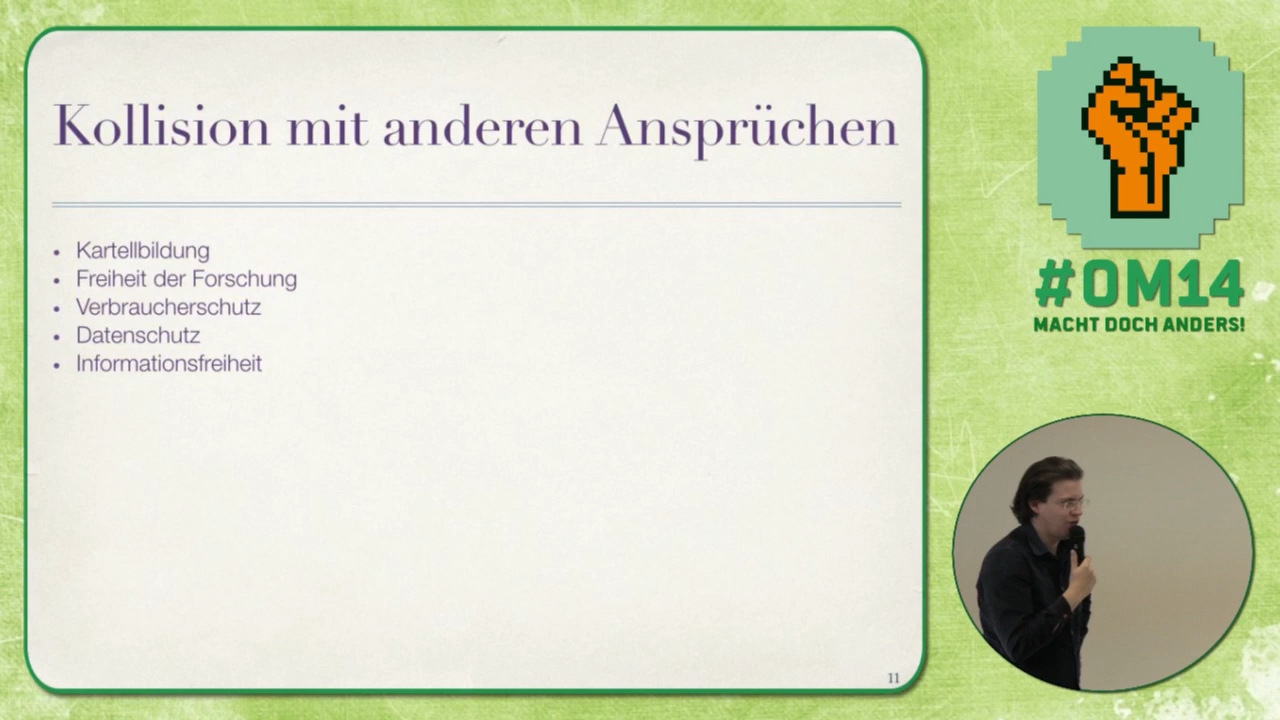 Kollision mit anderen Ansprüchen
• Kartellbildung
• Freiheit der Forschung
• Verbraucherschutz
• Datenschutz
• Informationsfreiheit
11
#OM14
MACHT DOCH ANDERS!